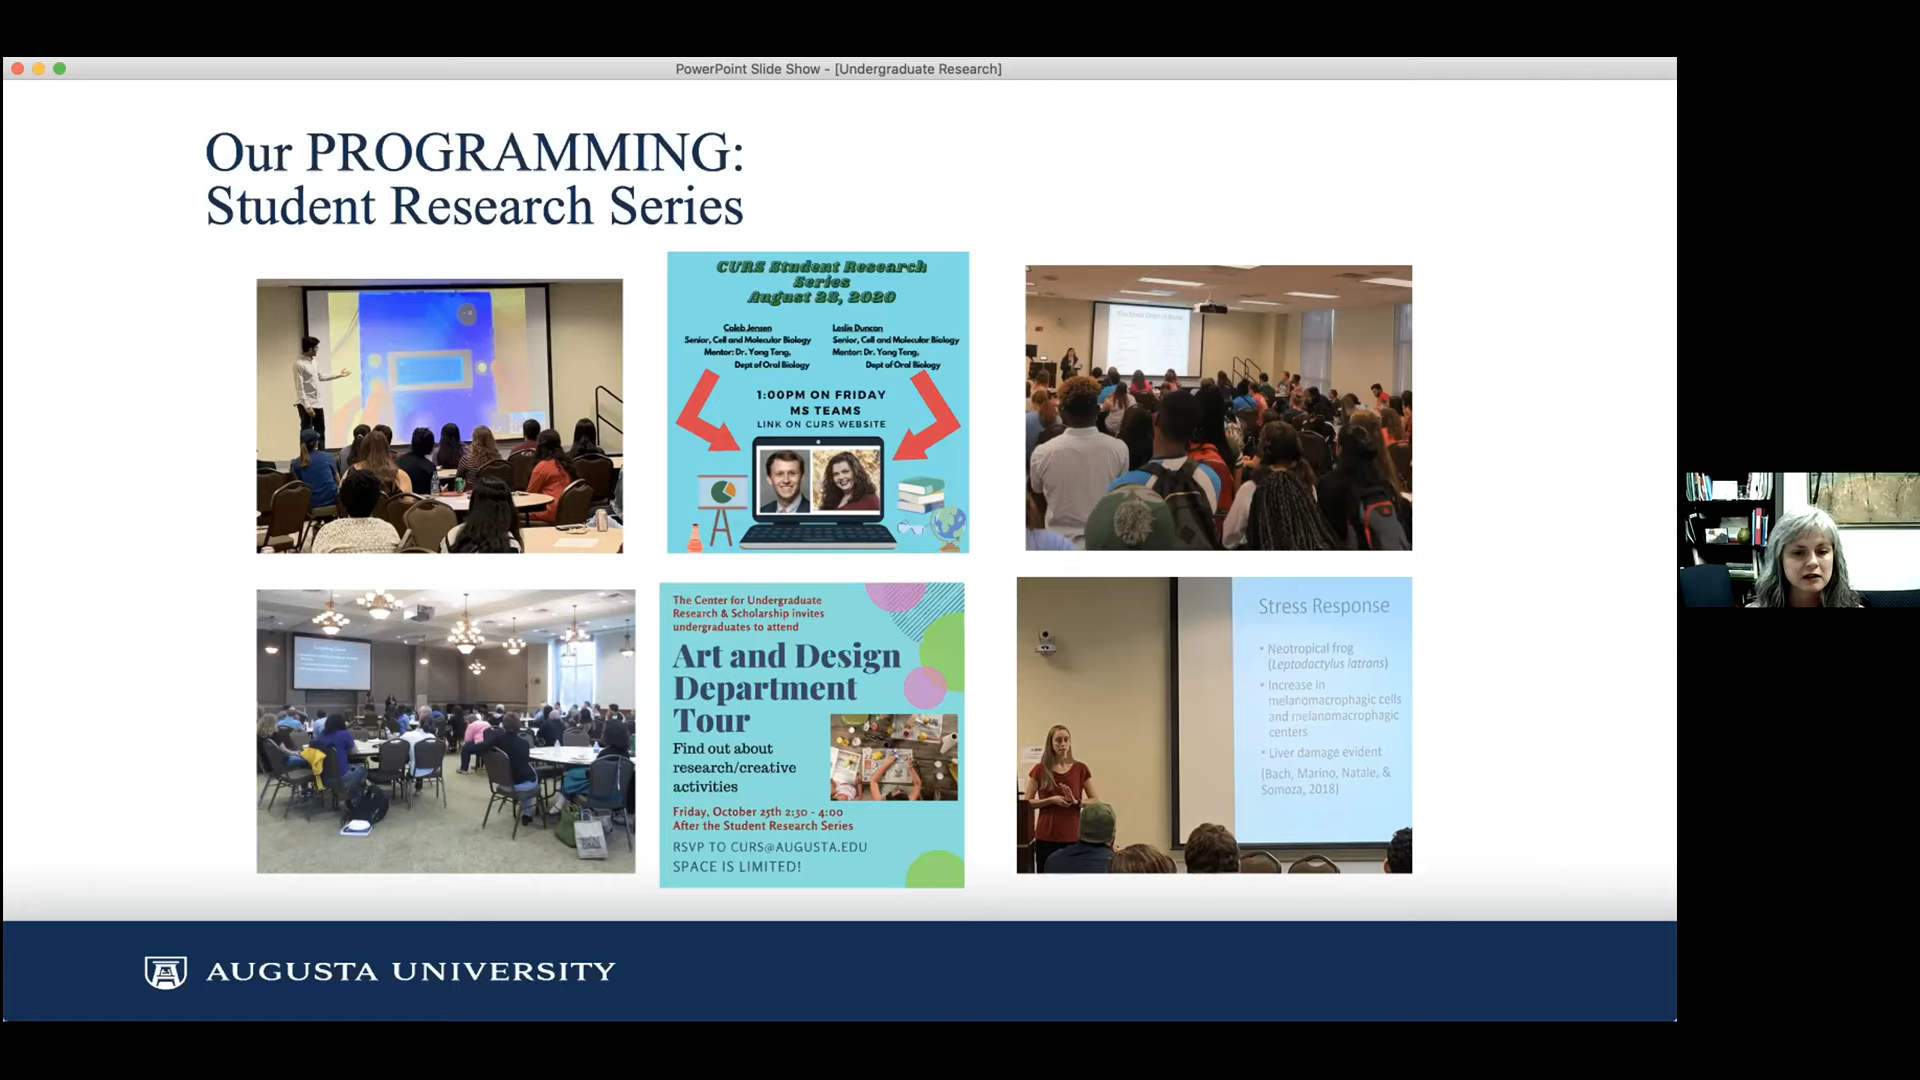 PowerPoint Slide Show - [Undergraduate Research]
Our PROGRAMMING:
Student Research Series
CURS Student Research
Series
August 28, 2020
Caleb Jensen
Senior, Cell and Molecular Biology
Mentor: Dr. Yong Teng,
Dept of Oral Biology
Leslie Duncan
Senior, Cell and Molecular Biology
Mentor: Dr. Yong Teng,
Dept of Oral Biology
1:00PM ON FRIDAY
MS TEAMS
LINK ON CURS WEBSITE
The Center for Undergraduate
Research & Scholarship invites
undergraduates to attend
Art and Design
Department
Tour
Find out about
research/creative
activities
Friday, October 25th 2:30 - 4:00
After the Student Research Series
RSVP TO CURS@AUGUSTA.EDU
SPACE IS LIMITED!
Stress Response
• Neotropical frog
(Leptodactylus latrans)
• Increase in
melanomacrophagic cells
and melanomacrophagic
centers
• Liver damage evident
(Bach, Marino, Natale, &
Somoza, 2018)
AUGUSTA UNIVERSITY